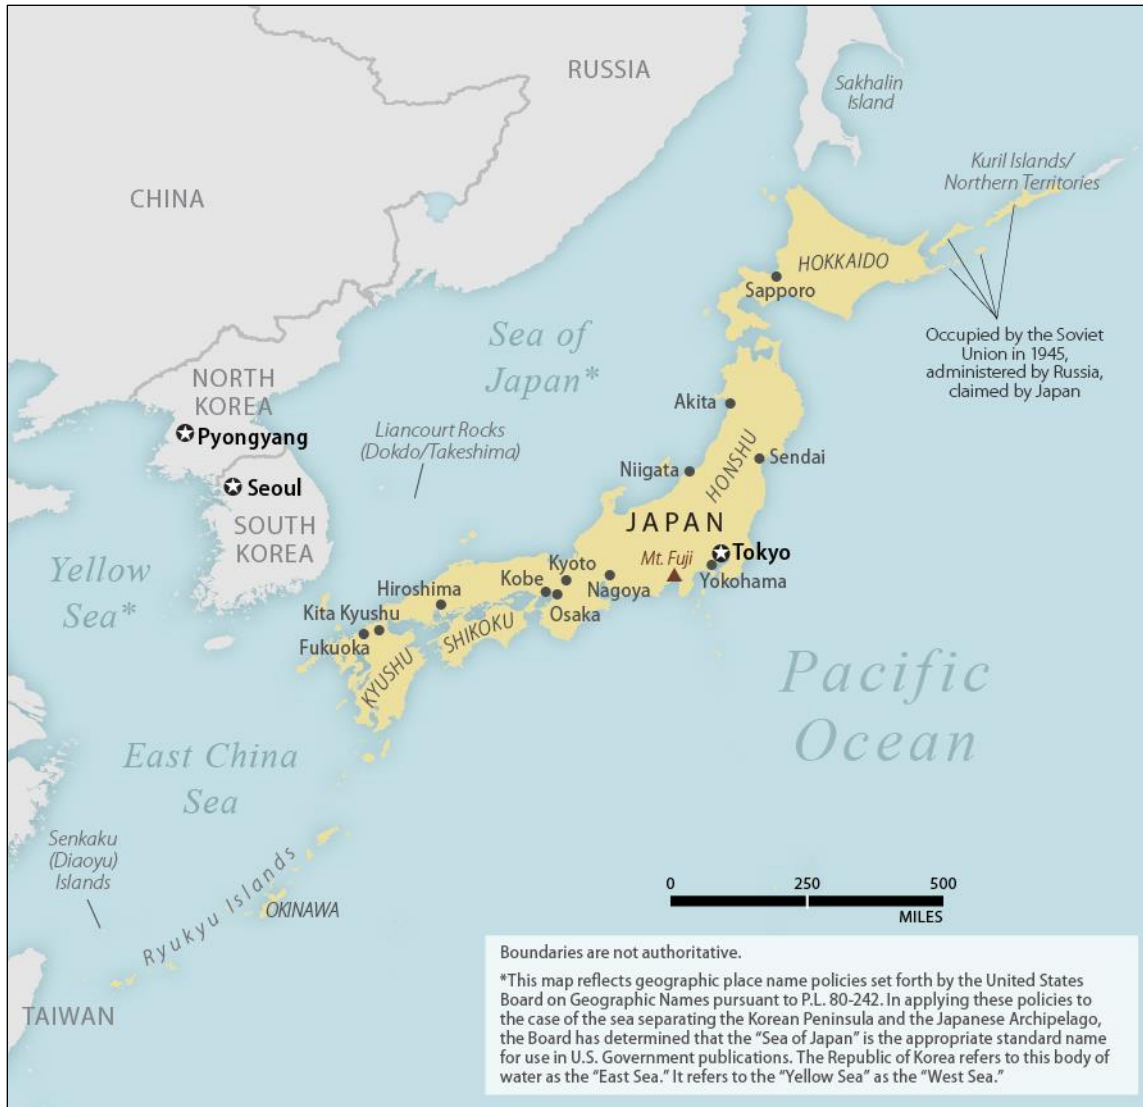 RUSSIA
Sakhalin
Island
Kuril Islands/
Northern Territories
CHINA
HOKKAIDO
Sapporo
Occupied by the Soviet
Union in 1945,
administered by Russia,
claimed by Japan
Sea of
Japan*
NORTH
KOREA
Pyongyang
Akita
Liancourt Rocks
(Dokdo/Takeshima)
Sendai
Niigata
HONSHU
Seoul
SOUTH
KOREA
JAPAN
Tokyo
Mt. Fuji
Yokohama
Yellow
Sea*
Kyoto
Kobe
Nagoya
Osaka
Hiroshima
Kita Kyushu
Fukuoka
SHIKOKU
KYUSHU
Pacific
Ocean
East China
Sea
Senkaku
(Diaoyu)
Islands
Ryukyu Islands
OKINAWA
TAIWAN
0 250 500
MILES
Boundaries are not authoritative.
*This map reflects geographic place name policies set forth by the United States
Board on Geographic Names pursuant to P.L. 80-242. In applying these policies to
the case of the sea separating the Korean Peninsula and the Japanese Archipelago,
the Board has determined that the “Sea of Japan” is the appropriate standard name
for use in U.S. Government publications. The Republic of Korea refers to this body of
water as the “East Sea.” It refers to the “Yellow Sea” as the “West Sea.”